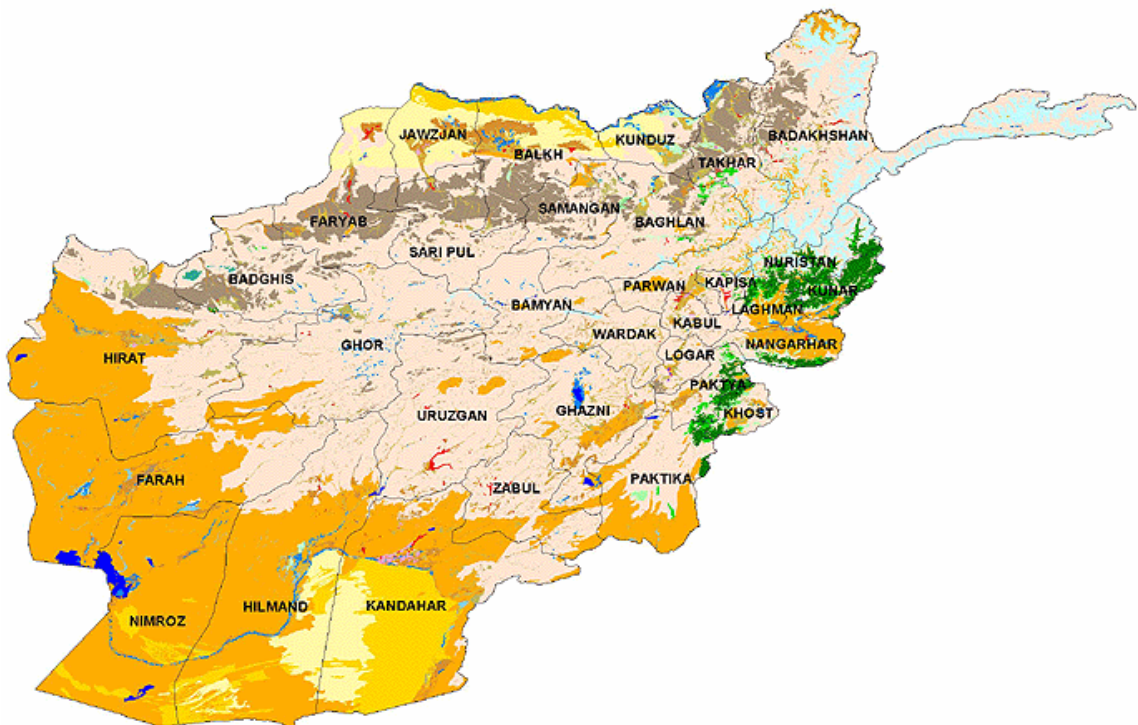 JAWZJAN
KUNDUZ
BADAKHSHAN
BALKH
TAKHAR
FARYAB
SAMANGAN
BAGHLAN
SARI PUL
BADGHIS
NURISTAN
PARWAN
KAPISA
KUNAR
BAMYAN
LAGHMAN
WARDAK
KABUL
HIRAT
GHOR
NANGARHAR
LOGAR
PAKTYA
URUZGAN
GHAZNI
KHOST
FARAH
ZABUL
PAKTIKA
HILMAND
KANDAHAR
NIMROZ